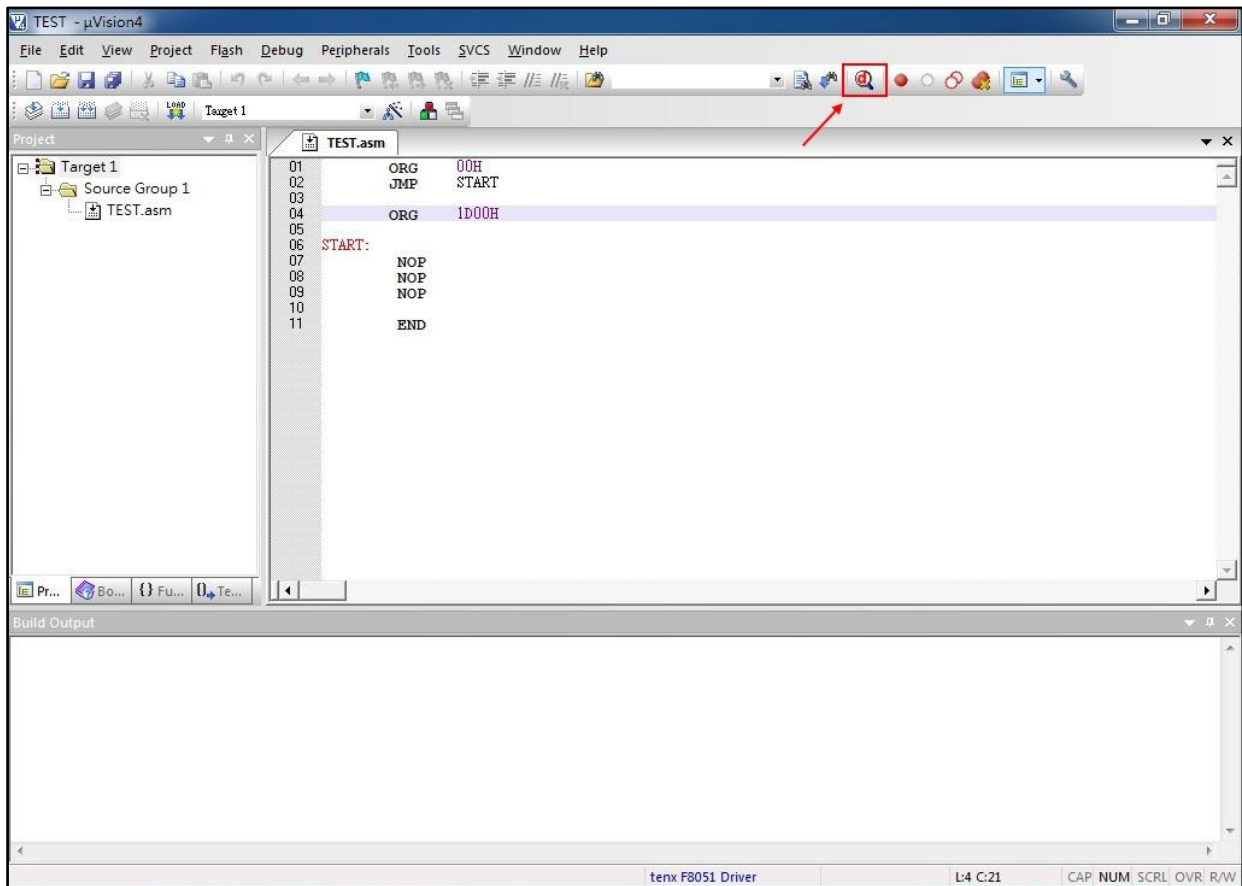 TEST - µVision4
File Edit View Project Flash Debug Peripherals Tools SVCS Window Help
LOAD Target 1
Project
TEST.asm
Target 1
Source Group 1
TEST.asm
01 ORG 00H
02 JMP START
03
04 ORG 1D00H
05
06 START:
07 NOP
08 NOP
09 NOP
10
11 END
Pr... Bo... {} Fu... Te...
Build Output
tenx F8051 Driver L:4 C:21 CAP NUM SCRL OVR R/W